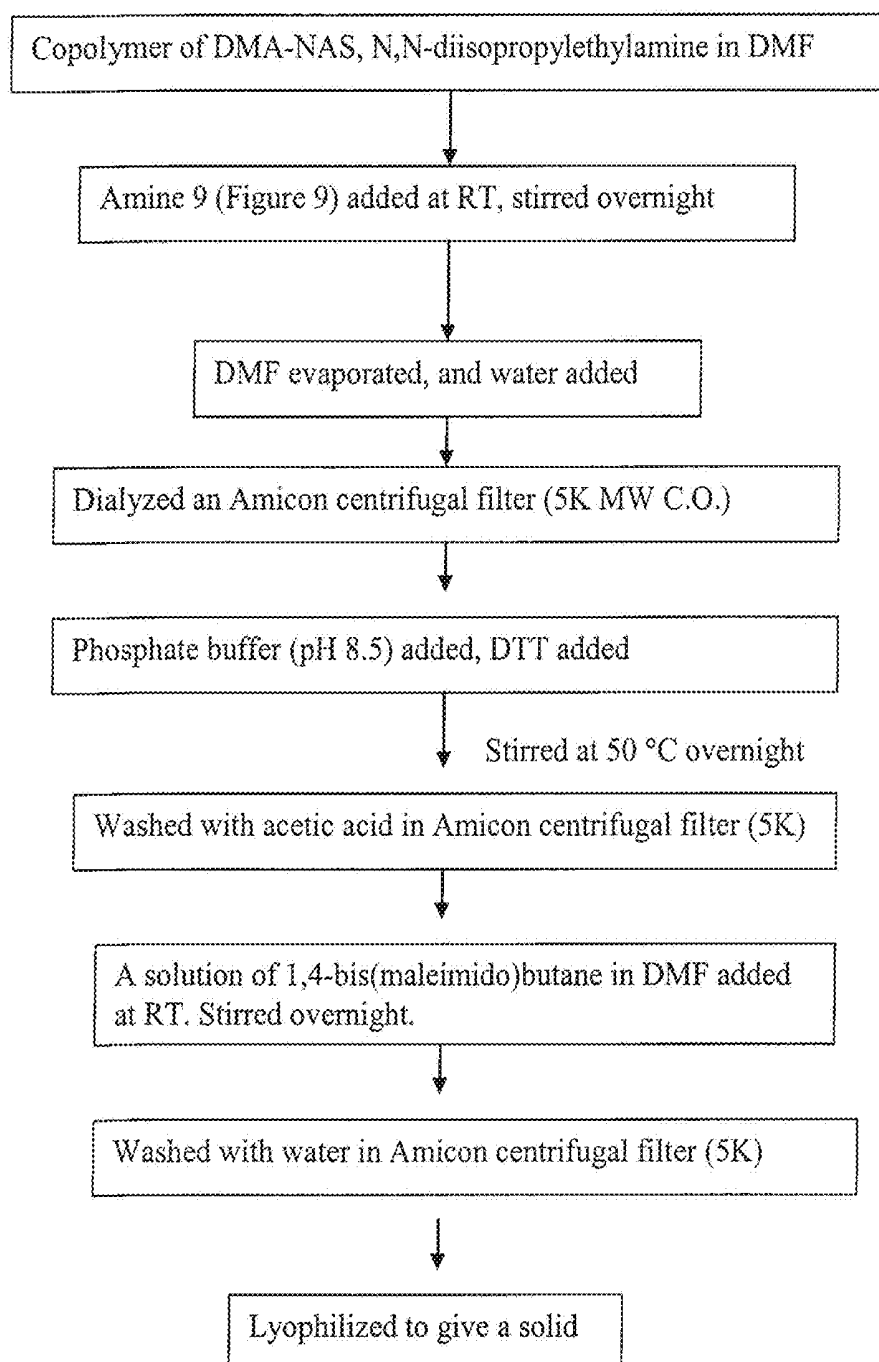 Copolymer of DMA-NAS, N,N-diisopropylethylamine in DMF
Amine 9 (Figure 9) added at RT, stirred overnight
DMF evaporated, and water added
Dialyzed an Amicon centrifugal filter (5K MW C.O.)
Phosphate buffer (pH 8.5) added, DTT added
Stirred at 50 °C overnight
Washed with acetic acid in Amicon centrifugal filter (5K)
A solution of 1,4-bis(maleimido)butane in DMF added
at RT. Stirred overnight.
Washed with water in Amicon centrifugal filter (5K)
Lyophilized to give a solid